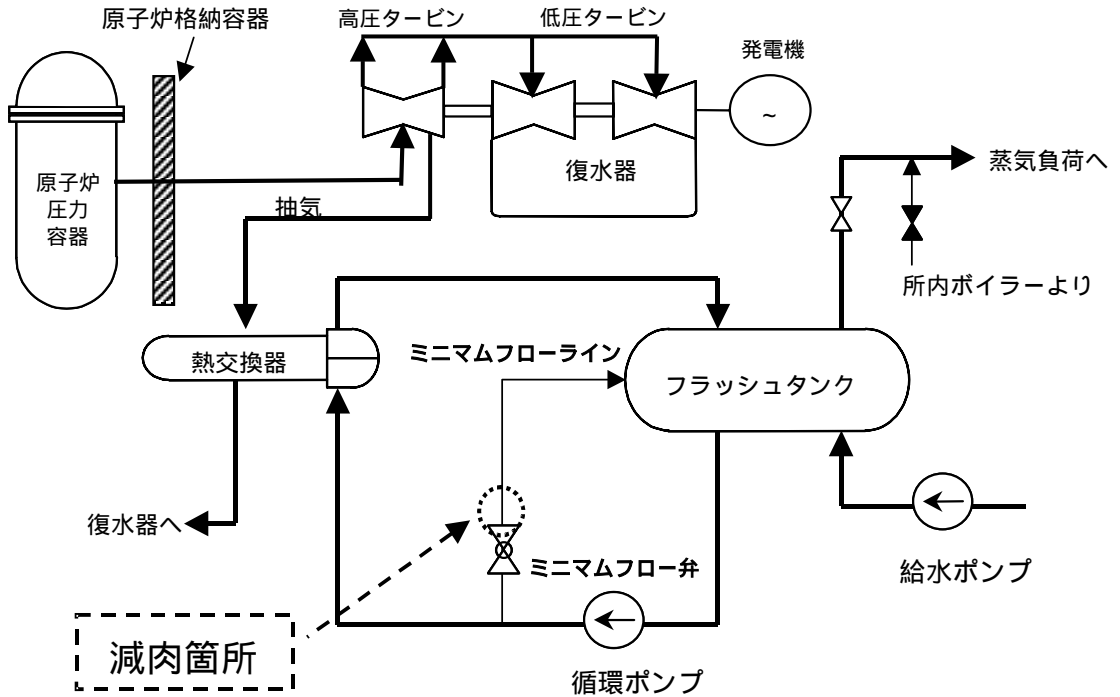 原子炉格納容器
高圧タービン
低圧タービン
発電機
~
原子炉
圧力
容器
復水器
蒸気負荷へ
抽気
所内ボイラーより
熱交換器
ミニマムフローライン
フラッシュタンク
復水器へ
ミニマムフロー弁
給水ポンプ
減肉箇所
循環ポンプ